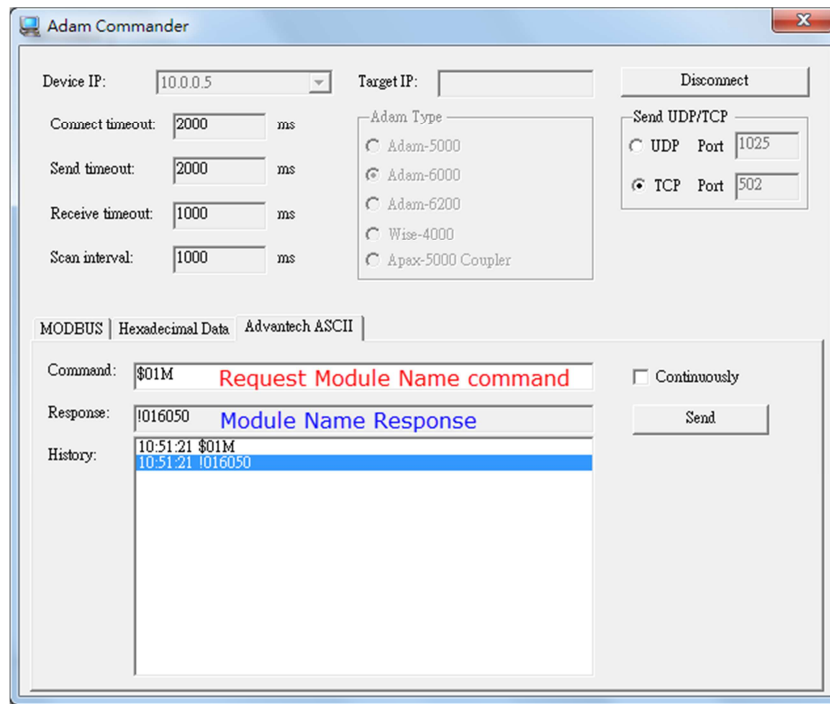 Adam Commander
Device IP: 10.0.0.5 Target IP: Disconnect
Connect timeout: 2000 ms Adam Type Send UDP/TCP
Adam-5000 UDP Port 1025
Send timeout: 2000 ms Adam-6000 TCP Port 502
Receive timeout: 1000 ms Adam-6200
Wise-4000
Scan interval: 1000 ms Apax-5000 Coupler
MODBUS Hexadecimal Data Advantech ASCII
Command: $01M Request Module Name command Continuously
Response: !016050 Module Name Response Send
History: 10:51:21 $01M
10:51:21 !016050